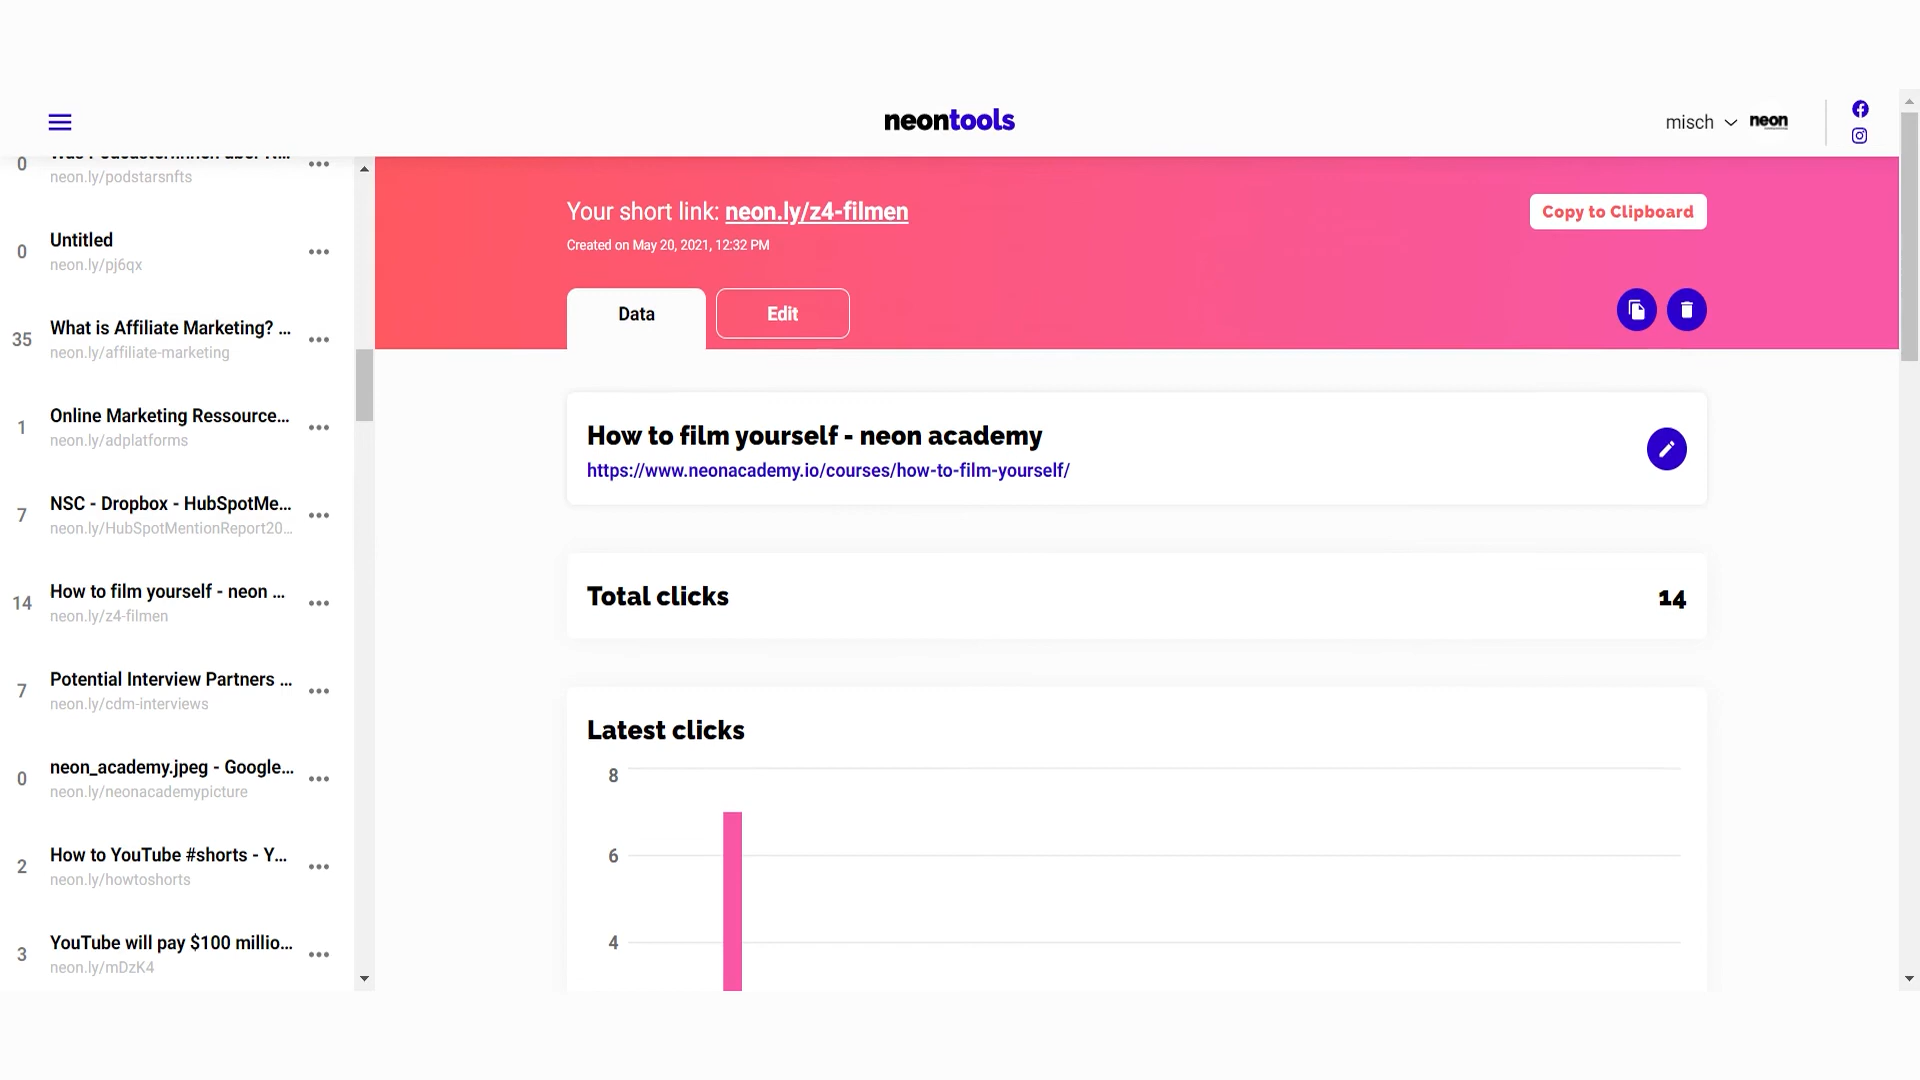 neontools
misch
neon
neon.ly/podstarsnfts
0
Untitled
neon.ly/pj6qx
0
What is Affiliate Marketing? ...
neon.ly/affiliate-marketing
35
Online Marketing Ressource...
neon.ly/adplatforms
1
NSC - Dropbox - HubSpotMe...
neon.ly/HubSpotMentionReport20...
7
How to film yourself - neon ...
neon.ly/z4-filmen
14
Potential Interview Partners ...
neon.ly/cdm-interviews
7
neon_academy.jpeg - Google...
neon.ly/neonacademypicture
0
How to YouTube #shorts - Y...
neon.ly/howtoshorts
2
YouTube will pay $100 millio...
neon.ly/mDzK4
3
Your short link: neon.ly/z4-filmen
Created on May 20, 2021, 12:32 PM
Copy to Clipboard
Data
Edit
How to film yourself - neon academy
https://www.neonacademy.io/courses/how-to-film-yourself/
Total clicks
14
Latest clicks
8
6
4